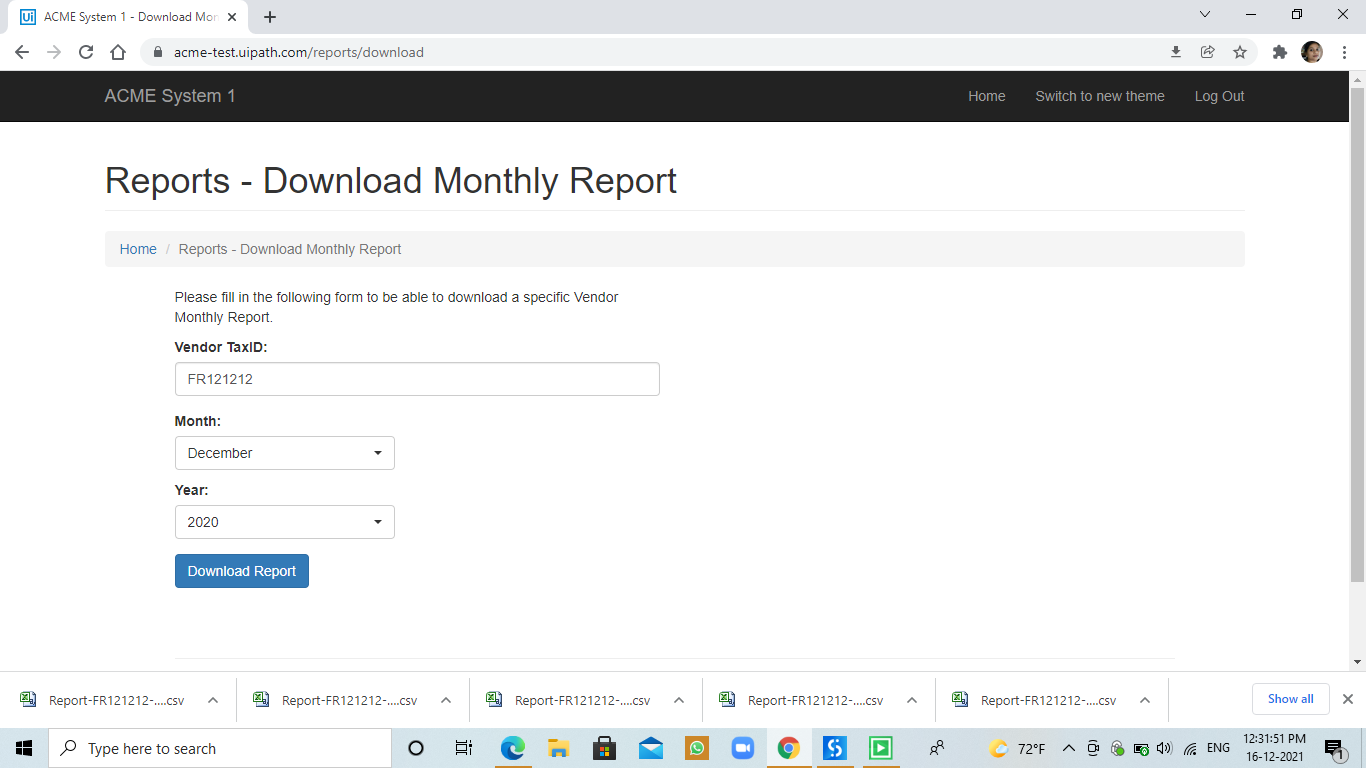 Ui ACME System 1 - Download Mon
acme-test.uipath.com/reports/download
ACME System 1 Home Switch to new theme Log Out
Reports - Download Monthly Report
Home / Reports - Download Monthly Report
Please fill in the following form to be able to download a specific Vendor
Monthly Report.
Vendor TaxID:
FR121212
Month:
December
Year:
2020
Download Report
Report-FR121212-....csv Report-FR121212-....csv Report-FR121212-....csv Report-FR121212-....csv Report-FR121212-....csv Show all
Type here to search 72°F ENG 12:31:51 PM
16-12-2021 1